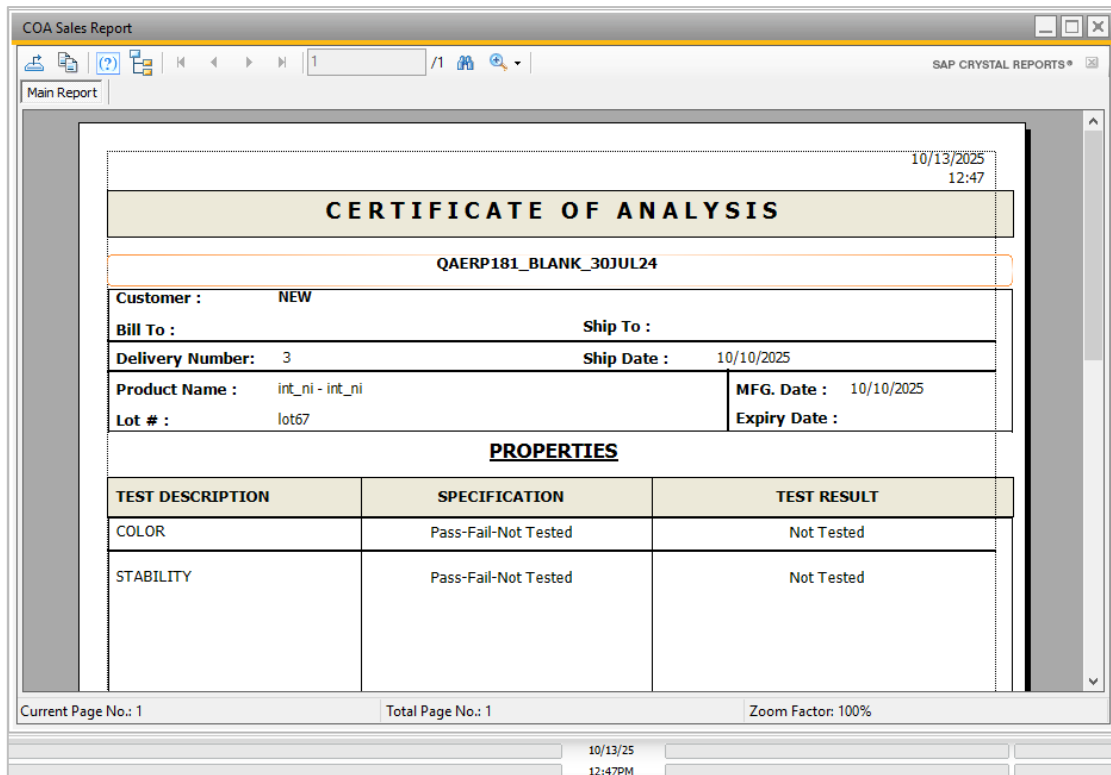 COA Sales Report
(?) 1 /1 SAP CRYSTAL REPORTS®
Main Report
10/13/2025
12:47
CERTIFICATE OF ANALYSIS
QAERP181_BLANK_30JUL24
Customer : NEW
Bill To : Ship To :
Delivery Number: 3 Ship Date : 10/10/2025
Product Name : int_ni - int_ni MFG. Date : 10/10/2025
Lot # : lot67 Expiry Date :
PROPERTIES
TEST DESCRIPTION SPECIFICATION TEST RESULT
COLOR Pass-Fail-Not Tested Not Tested
STABILITY Pass-Fail-Not Tested Not Tested
Current Page No.: 1 Total Page No.: 1 Zoom Factor: 100%
10/13/25
12:47PM